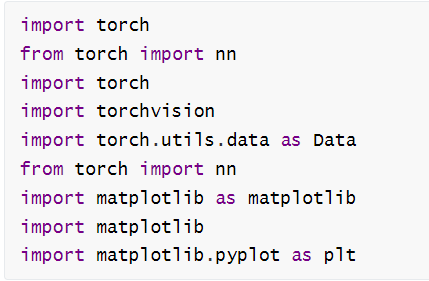 import torch
from torch import nn
import torch
import torchvision
import torch.utils.data as Data
from torch import nn
import matplotlib as matplotlib
import matplotlib
import matplotlib.pyplot as plt